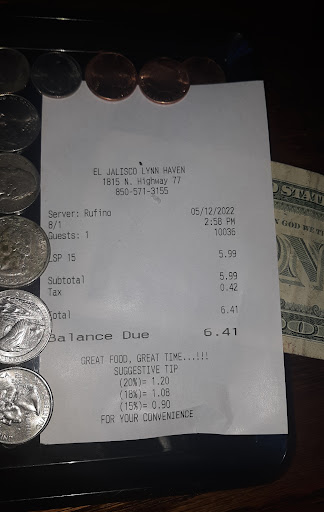 EL JALISCO LYNN HAVEN
1815 N. Highway 77
850-571-3155
Server: Rufino 05/12/2022
8/1 2:58 PM
Guests: 1 10036
LSP 15 5.99
Subtotal 5.99
Tax 0.42
Total 6.41
Balance Due 6.41
GREAT FOOD, GREAT TIME...!!!
SUGGESTIVE TIP
(20%)= 1.20
(18%)= 1.08
(15%)= 0.90
FOR YOUR CONVENIENCE